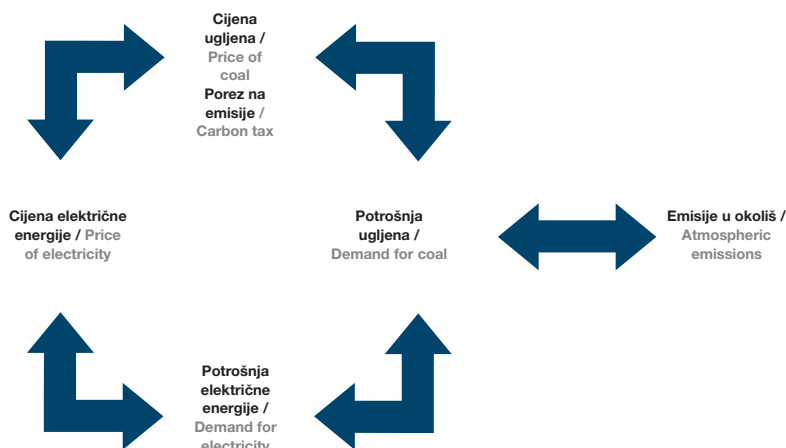 Cijena
ugljena /
Price of
coal
Porez na
emisije /
Carbon tax
Cijena električne
energije / Price
of electricity
Potrošnja
ugljena /
Demand for coal
Emisije u okoliš /
Atmospheric
emissions
Potrošnja
električne
energije /
Demand for
electricity